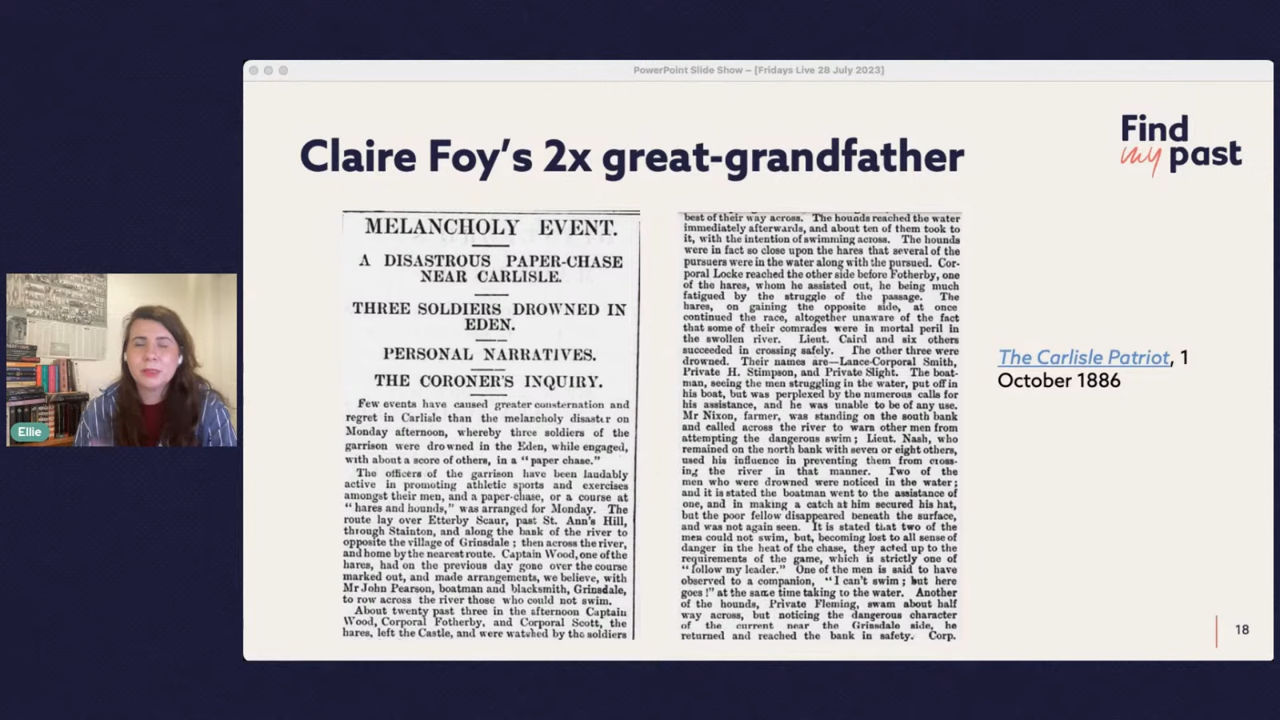 PowerPoint Slide Show – [Fridays Live 28 July 2023]
Claire Foy's 2x great-grandfather
Find
my past
MELANCHOLY EVENT.
A DISASTROUS PAPER-CHASE
NEAR CARLISLE.
THREE SOLDIERS DROWNED IN
EDEN.
PERSONAL NARRATIVES.
THE CORONER'S INQUIRY.
Few events have caused greater consternation and
regret in Carlisle than the melancholy disaster on
Monday afternoon, whereby three soldiers of the
garrison were drowned in the Eden, while engaged,
with about a score of others, in a "paper chase."
The officers of the garrison have been laudably
active in promoting athletic sports and exercises
amongst their men, and a paper-chase, or a course at
"hares and hounds," was arranged for Monday. The
route lay over Etterby Scaur, past St. Ann's Hill,
through Stainton, and along the bank of the river to
opposite the village of Grinsdale; then across the river,
and home by the nearest route. Captain Wood, one of the
hares, had on the previous day gone over the course
marked out, and made arrangements, we believe, with
Mr John Pearson, boatman and blacksmith, Grinsdale,
to row across the river those who could not swim.
About twenty past three in the afternoon Captain
Wood, Corporal Fotherby, and Corporal Scott, the
hares, left the Castle, and were watched by the soldiers
best of their way across. The hounds reached the water
immediately afterwards, and about ten of them took to
it, with the intention of swimming across. The hounds
were in fact so close upon the hares that several of the
pursuers were in the water along with the pursued. Cor-
poral Locke reached the other side before Fotherby, one
of the hares, whom he assisted out, he being much
fatigued by the struggle of the passage. The
hares, on gaining the opposite side, at once
continued the race, altogether unaware of the fact
that some of their comrades were in mortal peril in
the swollen river. Lieut. Caird and six others
succeeded in crossing safely. The other three were
drowned. Their names are—Lance-Corporal Smith,
Private H. Stimpson, and Private Slight. The boat-
man, seeing the men struggling in the water, put off in
his boat, but was perplexed by the numerous calls for
his assistance, and he was unable to be of any use.
Mr Nixon, farmer, was standing on the south bank
and called across the river to warn other men from
attempting the dangerous swim; Lieut. Nash, who
remained on the north bank with seven or eight others,
used his influence in preventing them from cross-
ing the river in that manner. Two of the
men who were drowned were noticed in the water;
and it is stated the boatman went to the assistance of
one, and in making a catch at him secured his hat,
but the poor fellow disappeared beneath the surface,
and was not again seen. It is stated that two of the
men could not swim, but, becoming lost to all sense of
danger in the heat of the chase, they acted up to the
requirements of the game, which is strictly one of
"follow my leader." One of the men is said to have
observed to a companion, "I can't swim; but here
goes!" at the same time taking to the water. Another
of the hounds, Private Fleming, swam about half
way across, but noticing the dangerous character
of the current near the Grinsdale side, he
returned and reached the bank in safety. Corp.
The Carlisle Patriot, 1
October 1886
Ellie
18